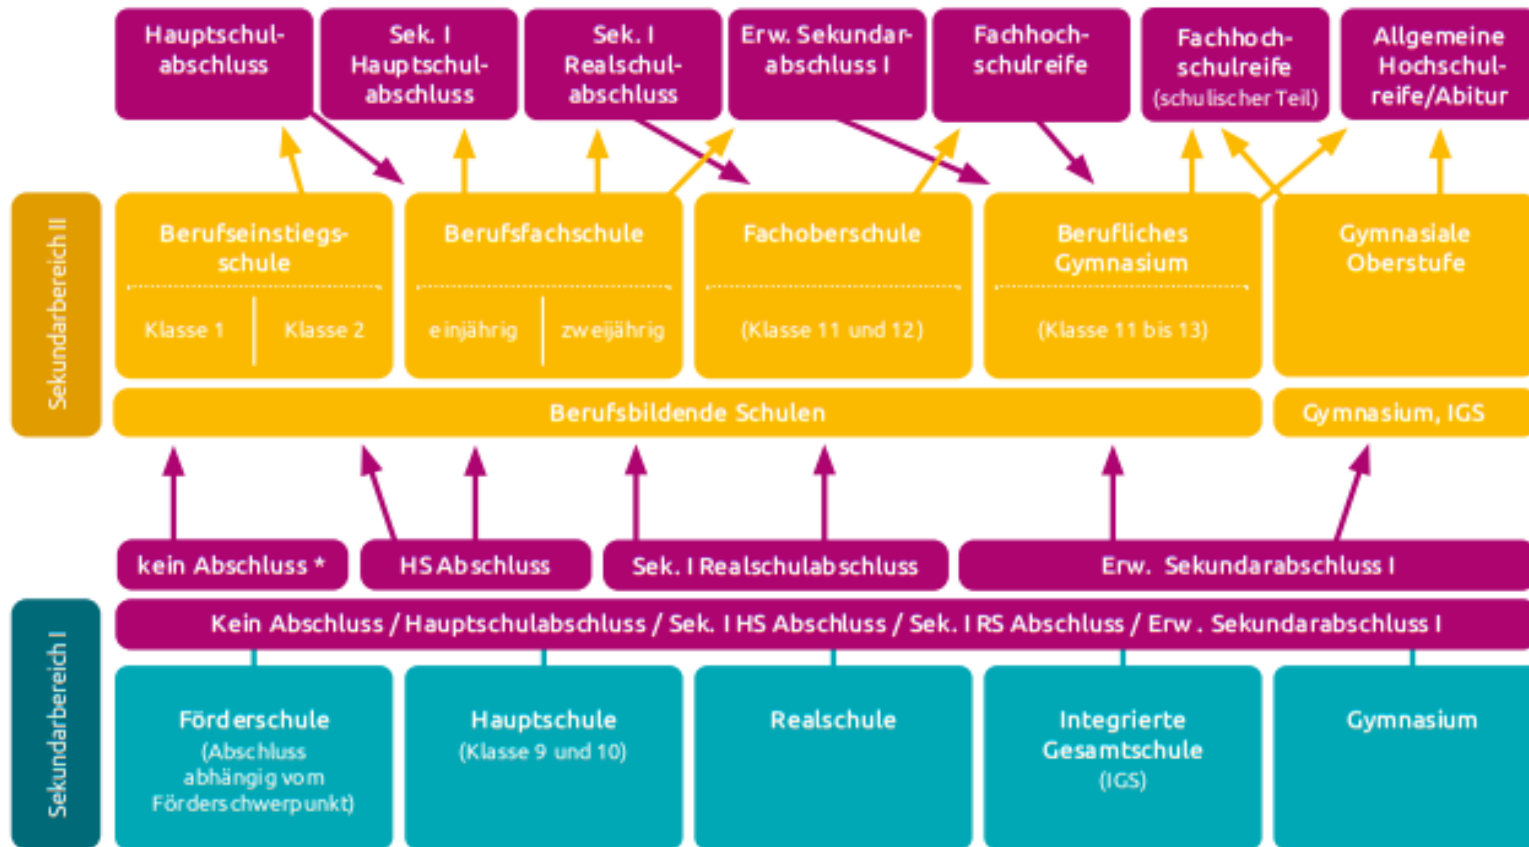 Hauptschul-
abschluss
Sek. I
Hauptschul-
abschluss
Sek. I
Realschul-
abschluss
Erw. Sekundar-
abschluss I
Fachhoch-
schulreife
Fachhoch-
schulreife
(schulischer Teil)
Allgemeine
Hochschul-
reife/Abitur
Sekundarbereich II
Berufseinstiegs-
schule
Klasse 1
Klasse 2
Berufsfachschule
einjährig
zweijährig
Fachoberschule
(Klasse 11 und 12)
Berufliches
Gymnasium
(Klasse 11 bis 13)
Gymnasiale
Oberstufe
Berufsbildende Schulen
Gymnasium, IGS
kein Abschluss *
HS Abschluss
Sek. I Realschulabschluss
Erw. Sekundarabschluss I
Sekundarbereich I
Kein Abschluss / Hauptschulabschluss / Sek. I HS Abschluss / Sek. I RS Abschluss / Erw. Sekundarabschluss I
Förderschule
(Abschluss
abhängig vom
Förderschwerpunkt)
Hauptschule
(Klasse 9 und 10)
Realschule
Integrierte
Gesamtschule
(IGS)
Gymnasium